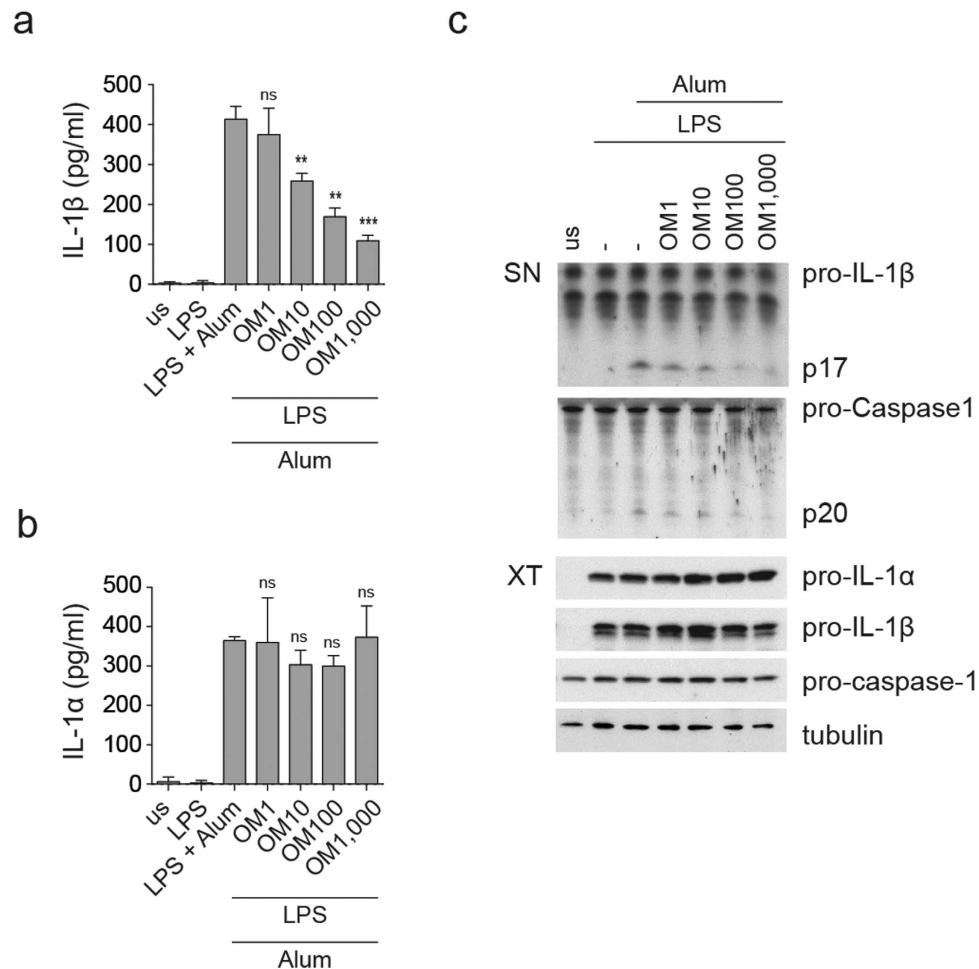 a
500
400
300
200
100
0
IL-1β (pg/ml)
ns
**
**
***
us
LPS
LPS + Alum
OM1
OM10
OM100
OM1,000
LPS
Alum
b
500
400
300
300
100
0
IL-1α (pg/ml)
ns
ns
ns
ns
us
LPS
LPS + Alum
OM1
OM10
OM100
OM1,000
LPS
Alum
c
Alum
LPS
us
-
-
OM1
OM10
OM100
OM1,000
SN
pro-IL-1β
p17
pro-Caspase1
p20
XT
pro-IL-1α
pro-IL-1β
pro-caspase-1
tubulin